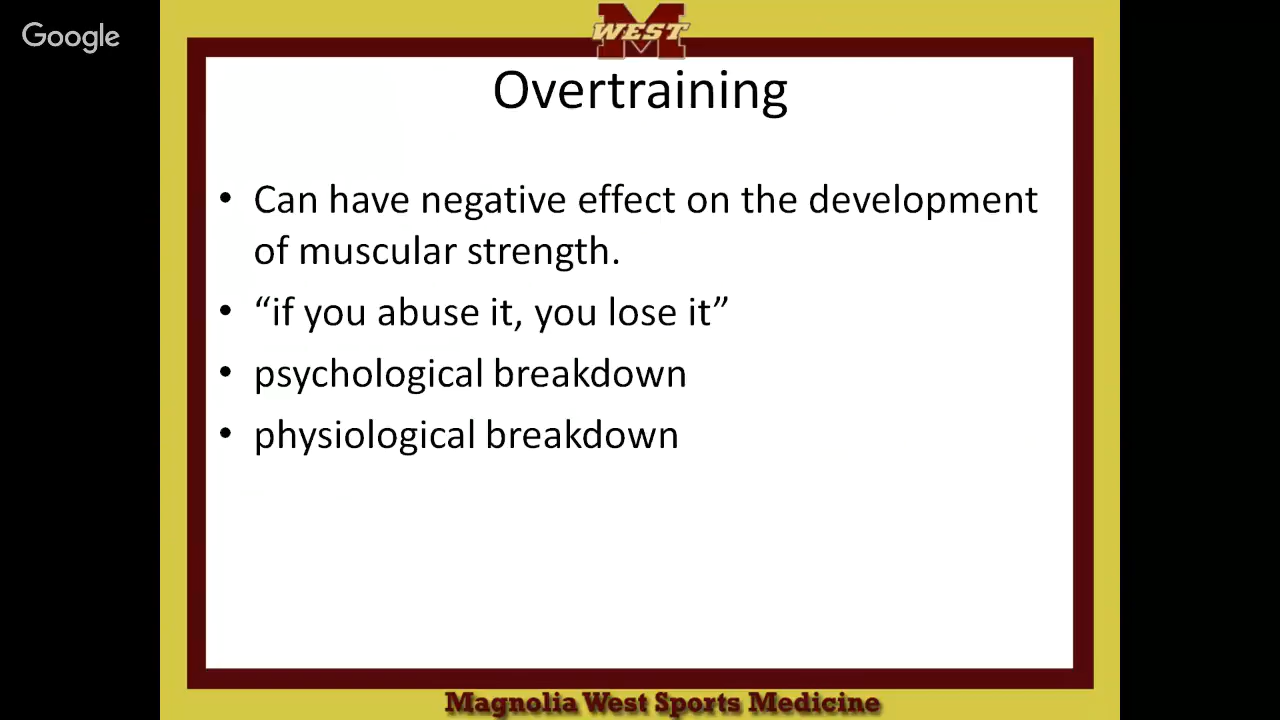 Google
M
WEST
Overtraining
• Can have negative effect on the development
of muscular strength.
• “if you abuse it, you lose it”
• psychological breakdown
• physiological breakdown
Magnolia West Sports Medicine